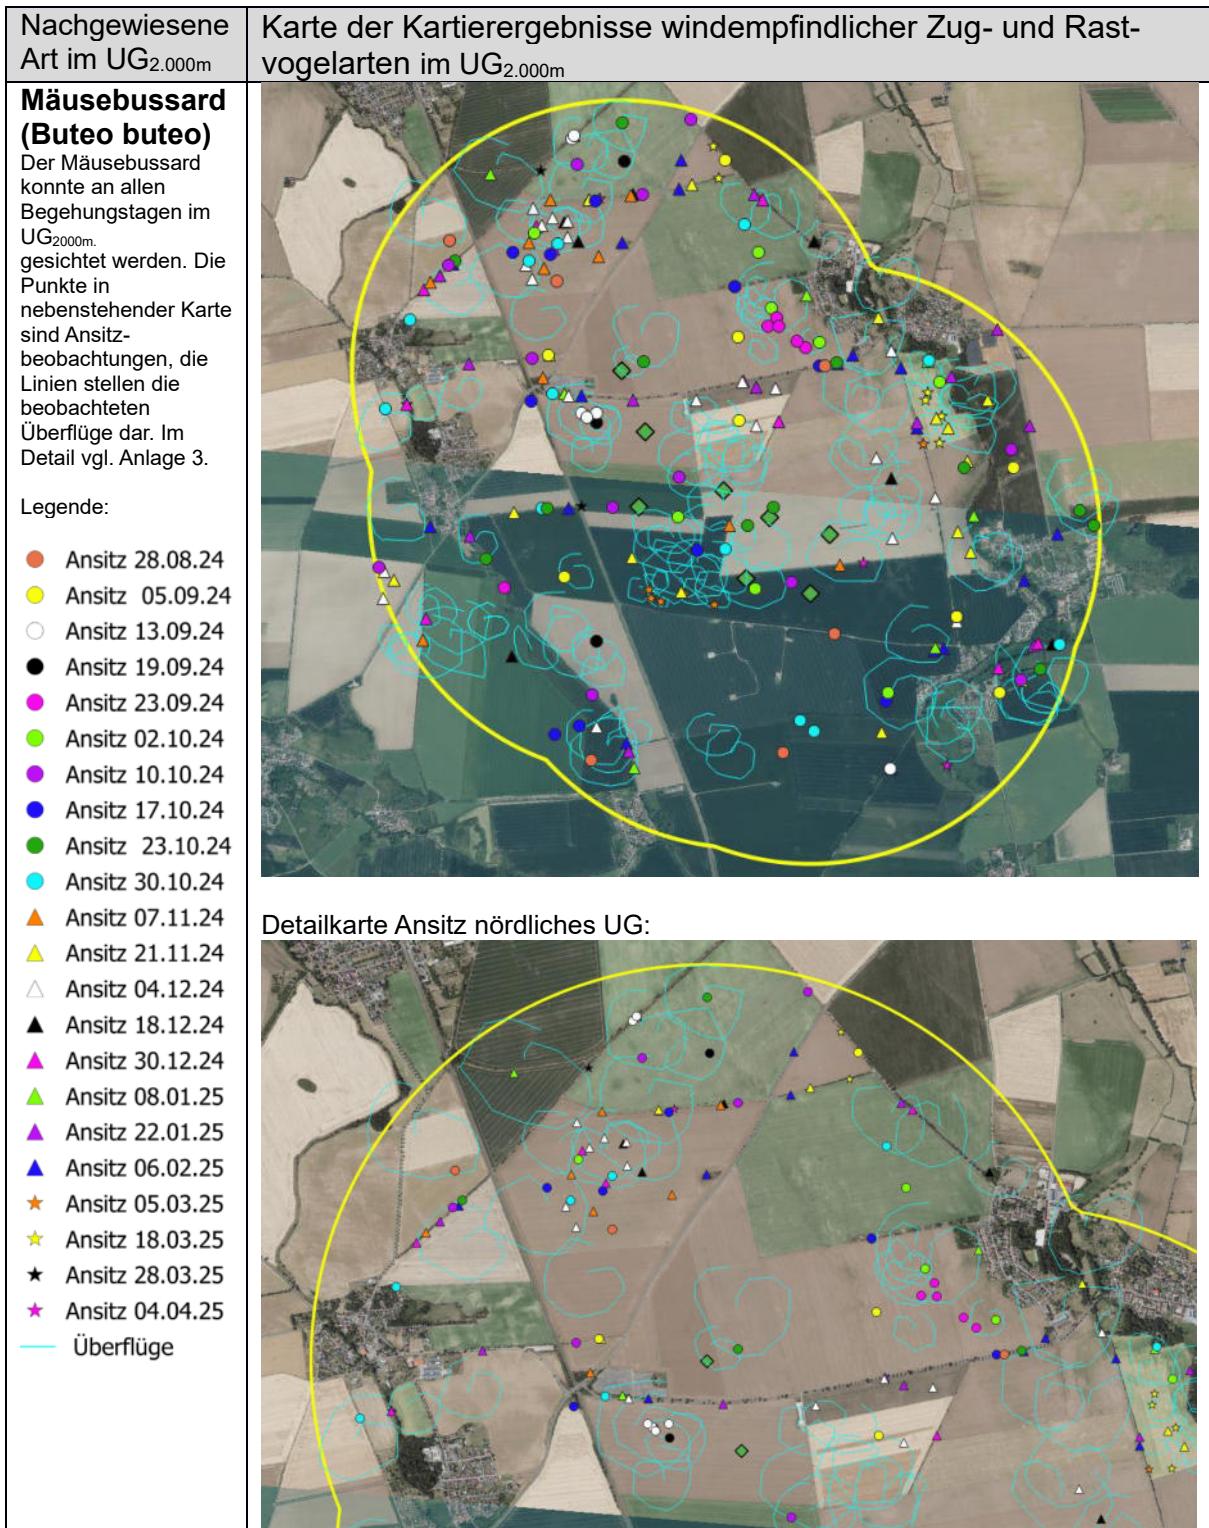 Nachgewiesene
Art im UG2.000m
Karte der Kartierergebnisse windempfindlicher Zug- und Rast-
vogelarten im UG2.000m
Mäusebussard
(Buteo buteo)
Der Mäusebussard
konnte an allen
Begehungstagen im
UG2000m.
gesichtet werden. Die
Punkte in
nebenstehender Karte
sind Ansitz-
beobachtungen, die
Linien stellen die
beobachteten
Überflüge dar. Im
Detail vgl. Anlage 3.
Legende:
Ansitz 28.08.24
Ansitz 05.09.24
Ansitz 13.09.24
Ansitz 19.09.24
Ansitz 23.09.24
Ansitz 02.10.24
Ansitz 10.10.24
Ansitz 17.10.24
Ansitz 23.10.24
Ansitz 30.10.24
Ansitz 07.11.24
Ansitz 21.11.24
Ansitz 04.12.24
Ansitz 18.12.24
Ansitz 30.12.24
Ansitz 08.01.25
Ansitz 22.01.25
Ansitz 06.02.25
Ansitz 05.03.25
Ansitz 18.03.25
Ansitz 28.03.25
Ansitz 04.04.25
Überflüge
Detailkarte Ansitz nördliches UG: